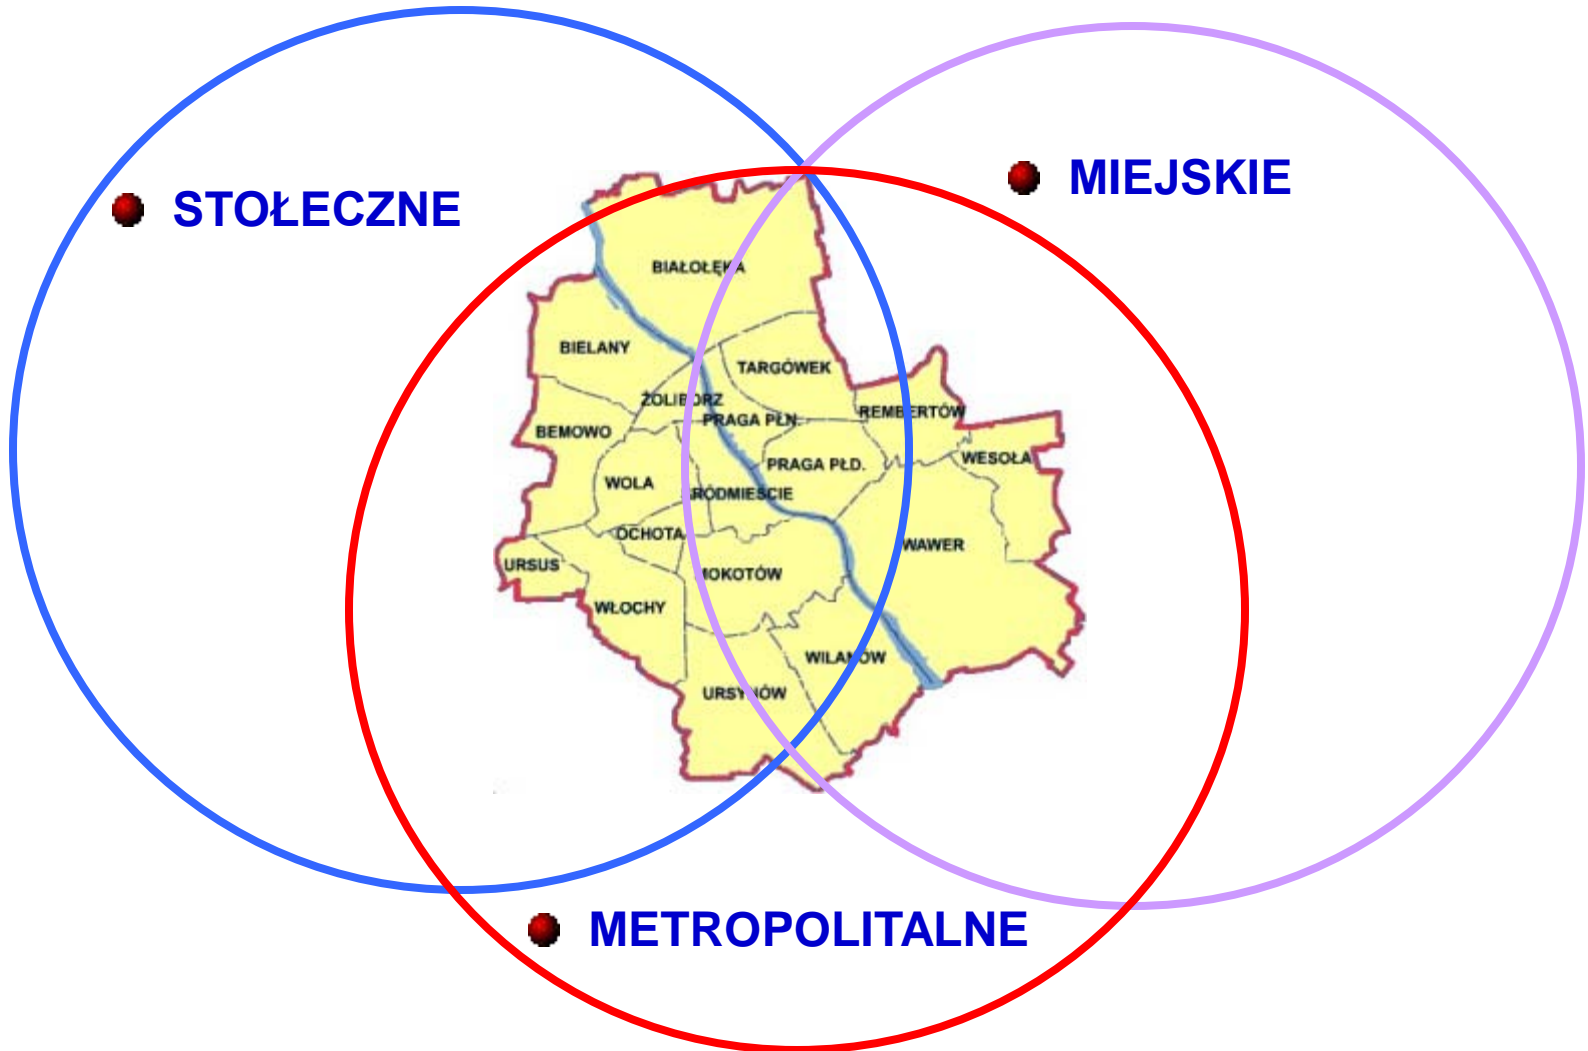 STOŁECZNE
MIEJSKIE
BIAŁOŁĘKA
BIELANY
TARGÓWEK
ŻOLIBORZ
REMBERTÓW
PRAGA PŁN.
BEMOWO
WESOŁA
PRAGA PŁD.
WOLA
ŚRÓDMIEŚCIE
OCHOTA
WAWER
URSUS
MOKOTÓW
WŁOCHY
WILANÓW
URSYNÓW
METROPOLITALNE